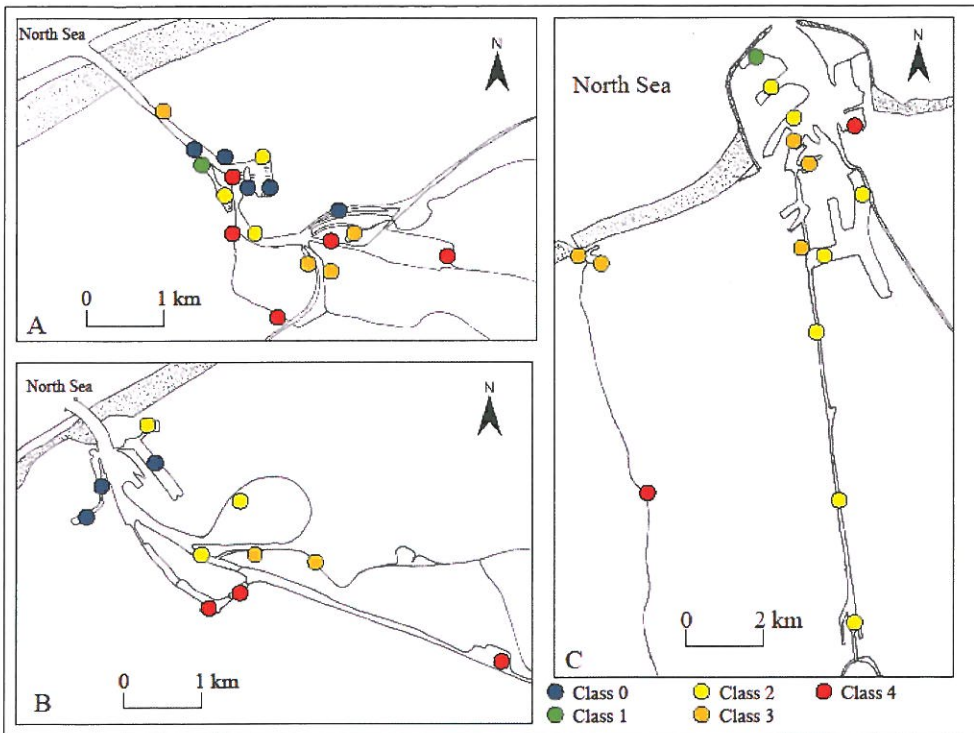 North Sea
N
0 1 km
A
North Sea
N
0 1 km
B
North Sea
N
0 2 km
C
Class 0 Class 2 Class 4
Class 1 Class 3